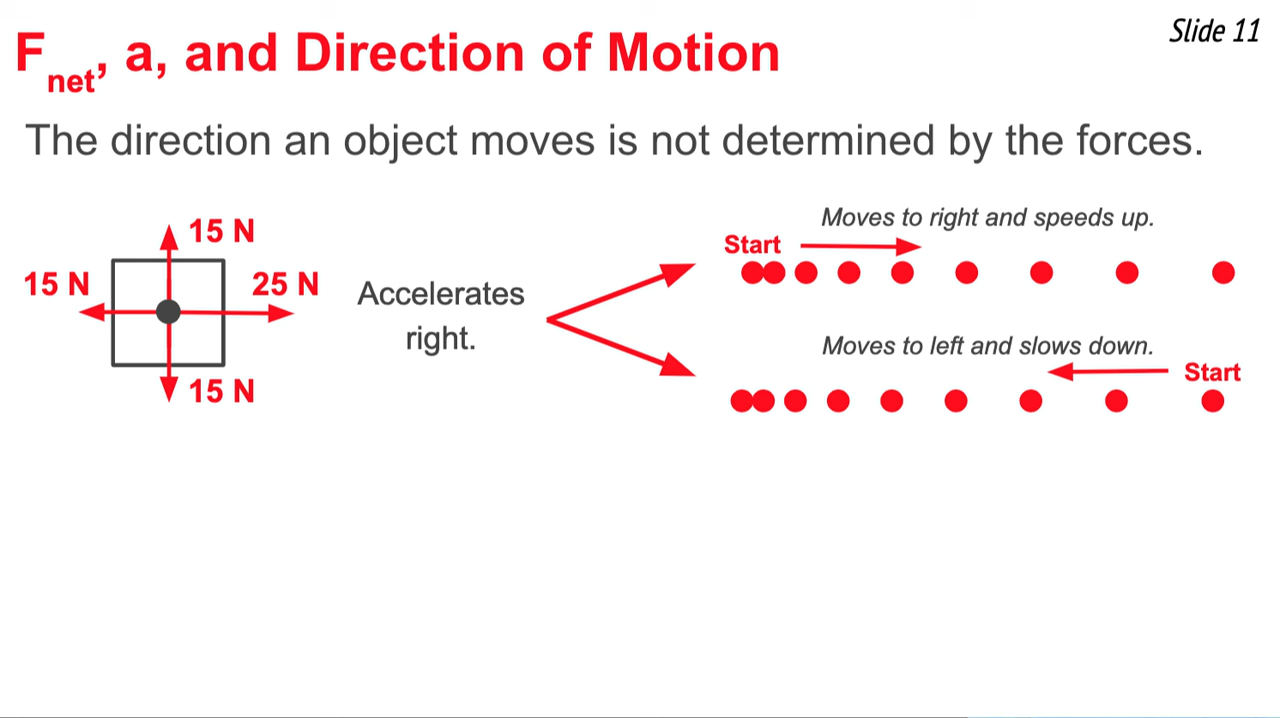 Slide 11
F_net, a, and Direction of Motion
The direction an object moves is not determined by the forces.
15 N
15 N
25 N
15 N
Accelerates
right.
Moves to right and speeds up.
Start
Moves to left and slows down.
Start